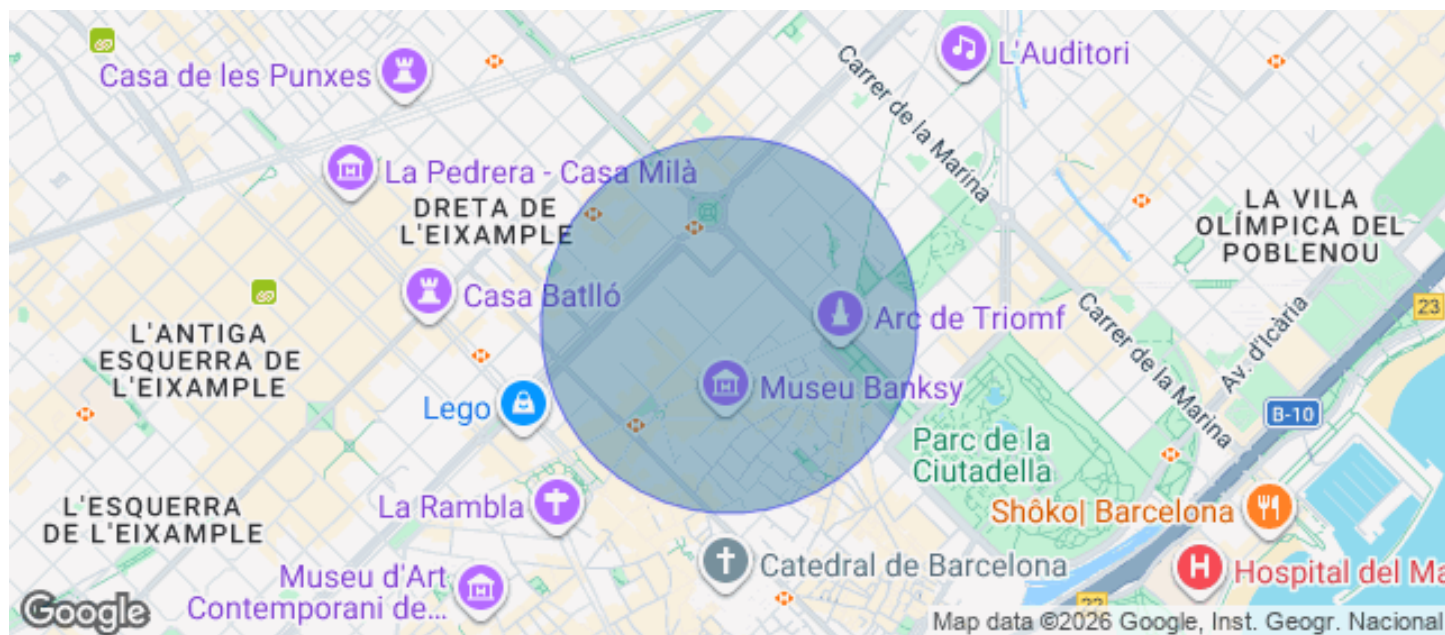 Casa de les Punxes
L'Auditori
Carrer de la Marina
La Pedrera - Casa Milà
DRETA DE
L'EIXAMPLE
LA VILA
OLÍMPICA DEL
POBLENOU
Casa Batlló
23
Arc de Triomf
L'ANTIGA
ESQUERRA DE
L'EIXAMPLE
Av. d'Icària
Carrer de la Marina
Museu Banksy
Lego
B-10
Parc de la
Ciutadella
L'ESQUERRA
DE L'EIXAMPLE
La Rambla
Shôko| Barcelona
Catedral de Barcelona
Hospital del Ma
Museu d'Art
Contemporani de...
22
Google
Map data ©2026 Google, Inst. Geogr. Nacional